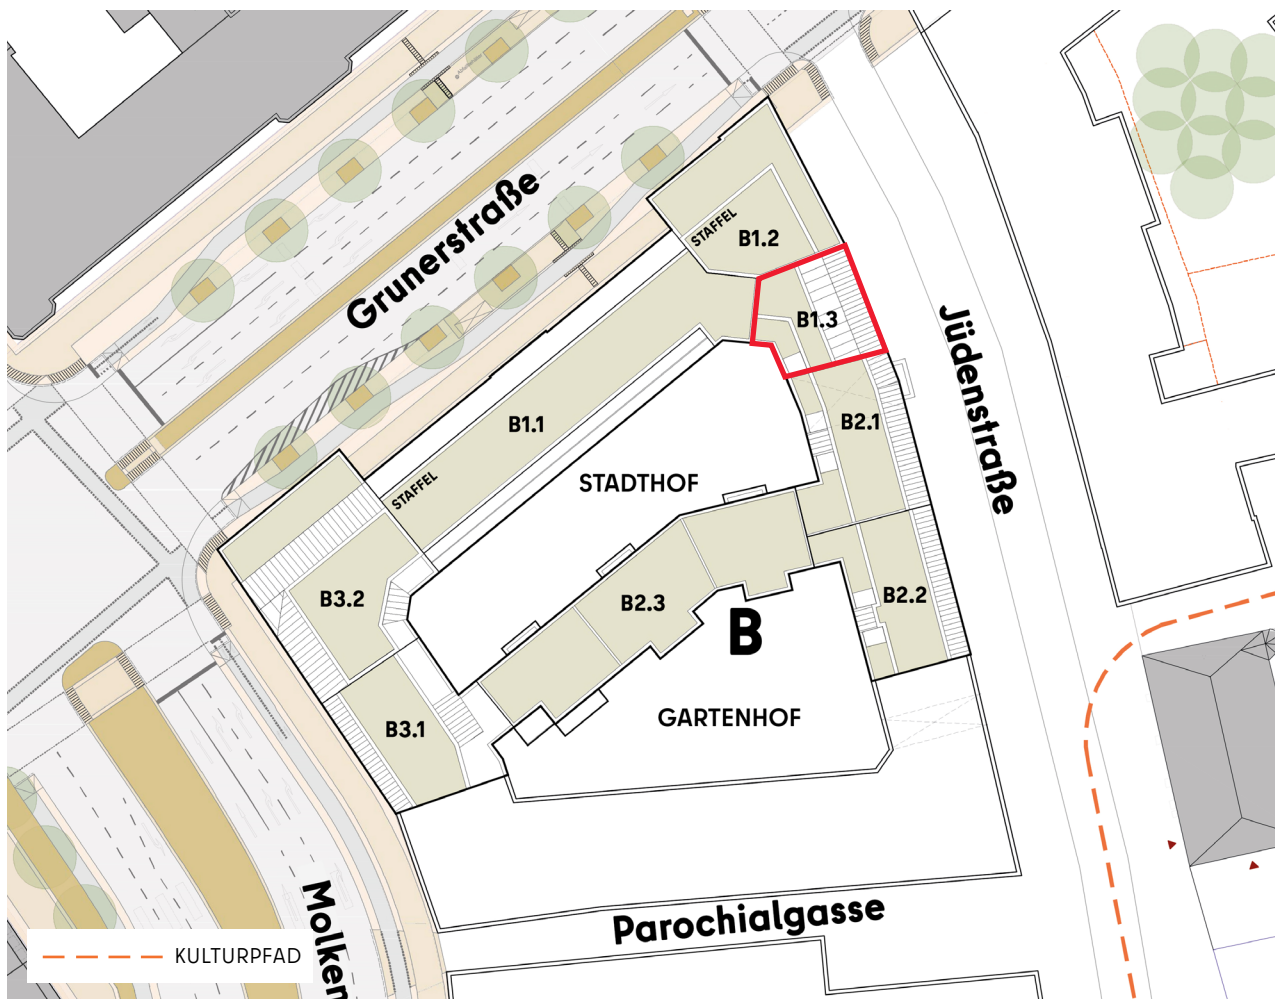 Grunerstraße
STAFFEL
B1.2
B1.3
Jüdenstraße
B1.1
B2.1
STADTHOF
STAFFEL
B3.2
B2.3
B2.2
B
GARTENHOF
B3.1
Molken
Parochialgasse
KULTURPFAD